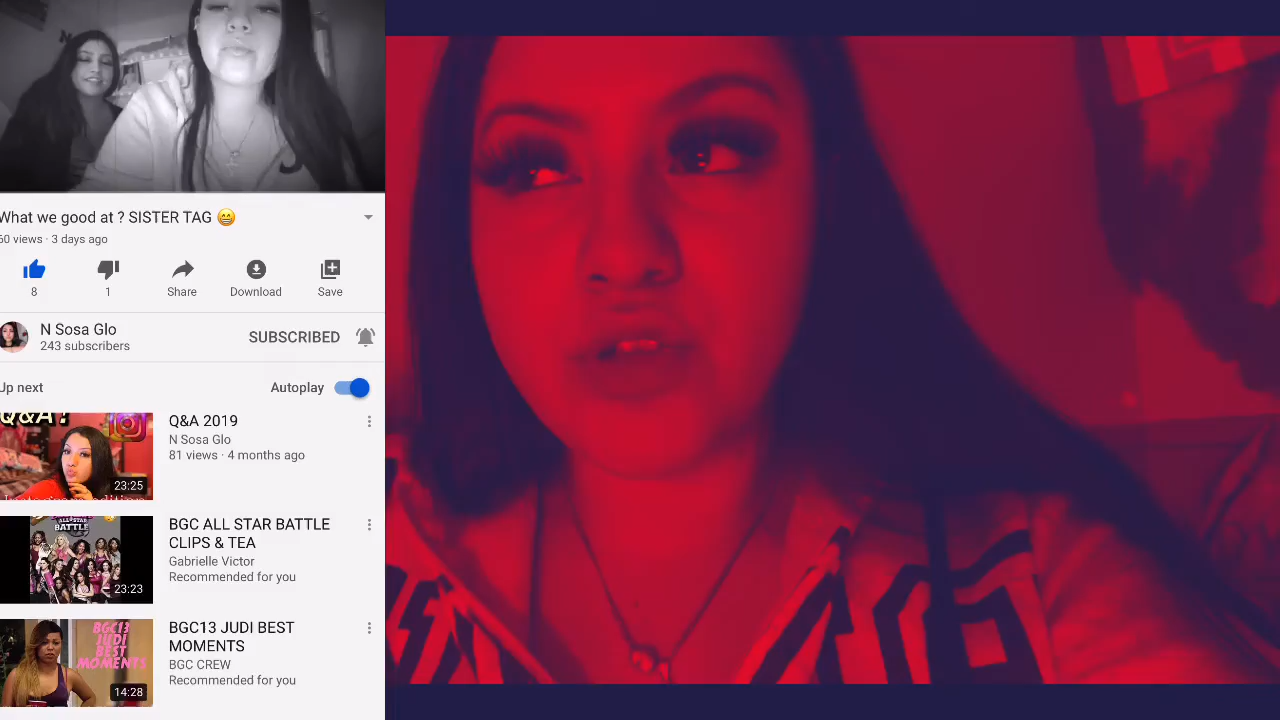 What we good at ? SISTER TAG 😁
60 views · 3 days ago
8
1
Share
Download
Save
N Sosa Glo
243 subscribers
SUBSCRIBED
Up next
Autoplay
Q&A?
23:25
Q&A 2019
N Sosa Glo
81 views · 4 months ago
ALL STAR
BATTLE
23:23
BGC ALL STAR BATTLE
CLIPS & TEA
Gabrielle Victor
Recommended for you
BGC13
JUDI
BEST
MOMENTS
14:28
BGC13 JUDI BEST
MOMENTS
BGC CREW
Recommended for you